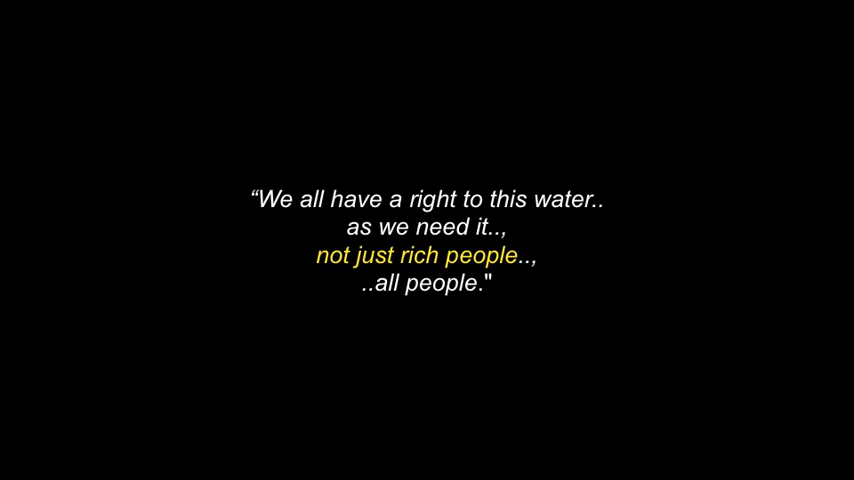 “We all have a right to this water..
as we need it..,
not just rich people..,
..all people."